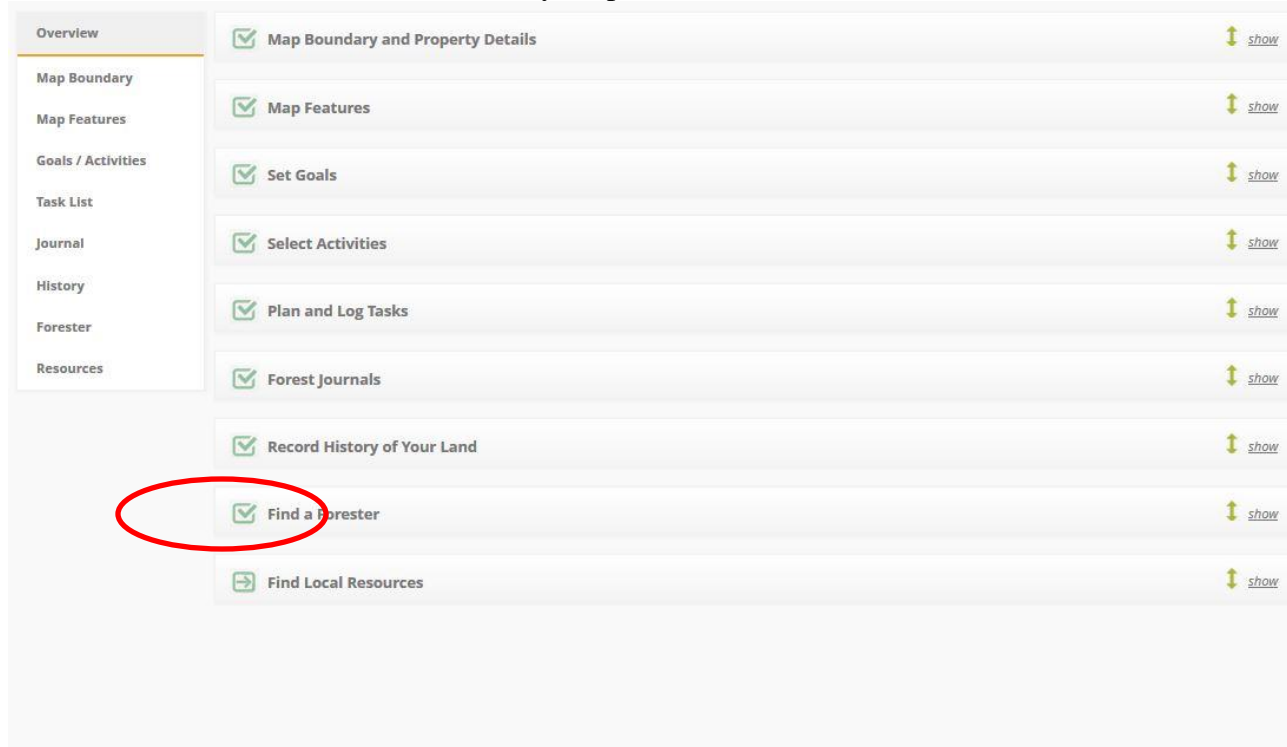 Overview
Map Boundary
Map Features
Goals / Activities
Task List
Journal
History
Forester
Resources
Map Boundary and Property Details show
Map Features show
Set Goals show
Select Activities show
Plan and Log Tasks show
Forest Journals show
Record History of Your Land show
Find a Forester show
Find Local Resources show